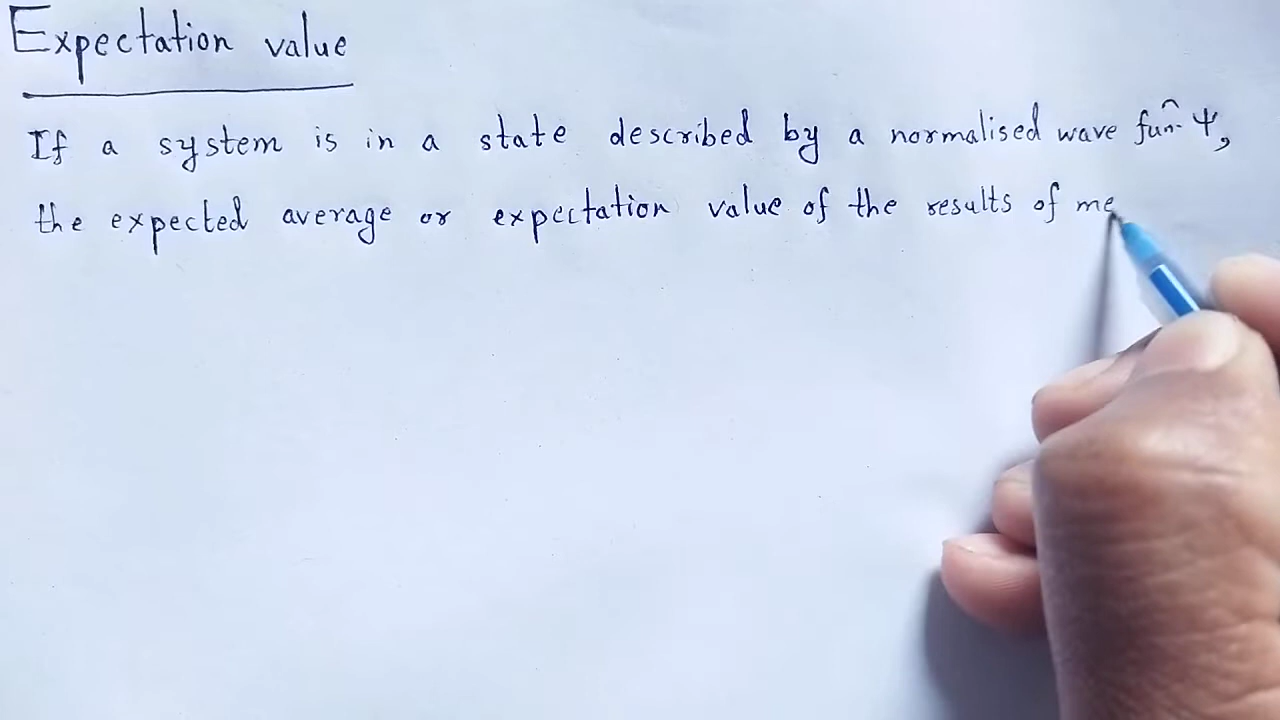 Expectation value
If a system is in a state described by a normalised wave fun^n. Ψ,
the expected average or expectation value of the results of me